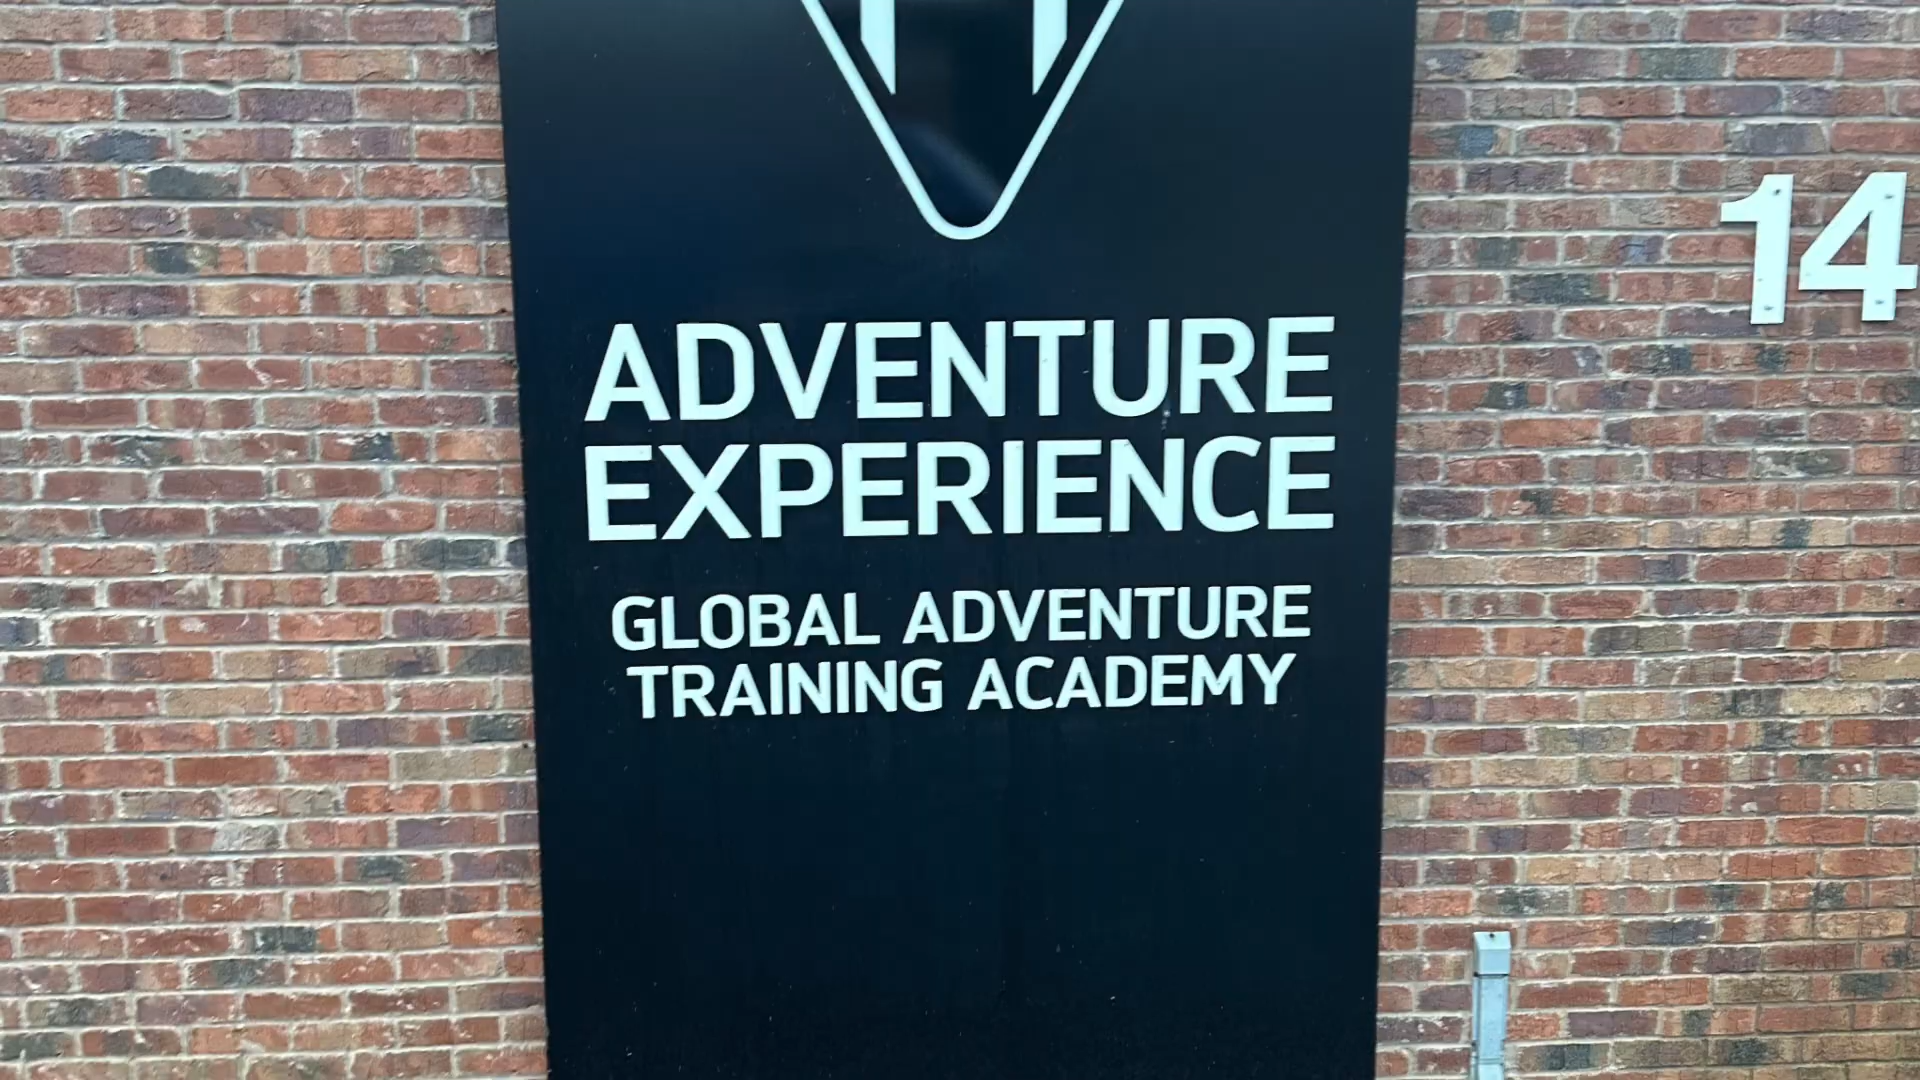 ADVENTURE
EXPERIENCE
GLOBAL ADVENTURE
TRAINING ACADEMY
14